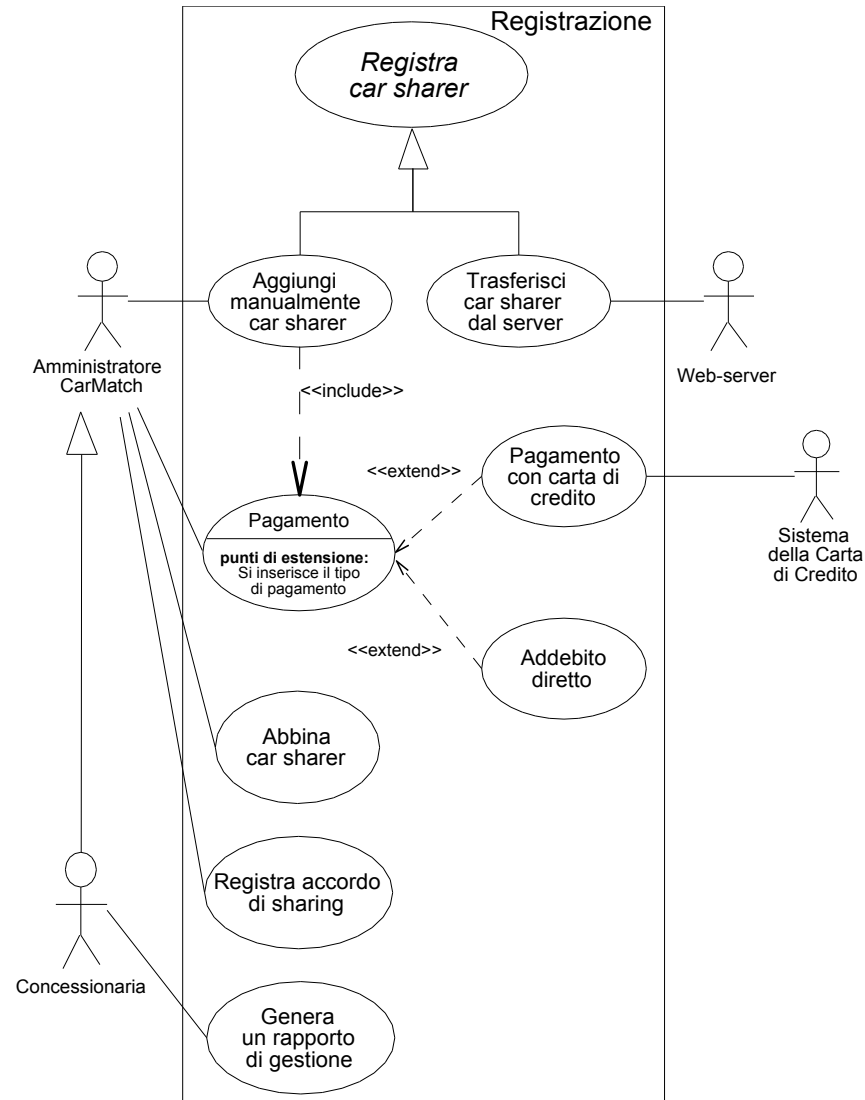 Registrazione
Registra
car sharer
Aggiungi
manualmente
car sharer
Trasferisci
car sharer
dal server
Amministratore
CarMatch
Web-server
<<include>>
<<extend>>
Pagamento
con carta di
credito
Pagamento
punti di estensione:
Si inserisce il tipo
di pagamento
Sistema
della Carta
di Credito
<<extend>>
Addebito
diretto
Abbina
car sharer
Registra accordo
di sharing
Concessionaria
Genera
un rapporto
di gestione